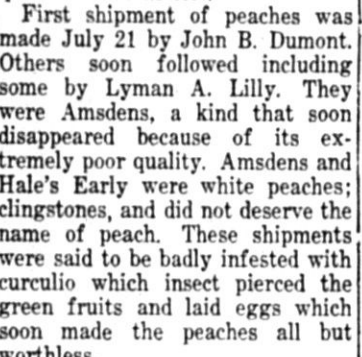 First shipment of peaches was
made July 21 by John B. Dumont.
Others soon followed including
some by Lyman A. Lilly. They
were Amsdens, a kind that soon
disappeared because of its ex-
tremely poor quality. Amsdens and
Hale's Early were white peaches;
clingstones, and did not deserve the
name of peach. These shipments
were said to be badly infested with
curculio which insect pierced the
green fruits and laid eggs which
soon made the peaches all but
worthless